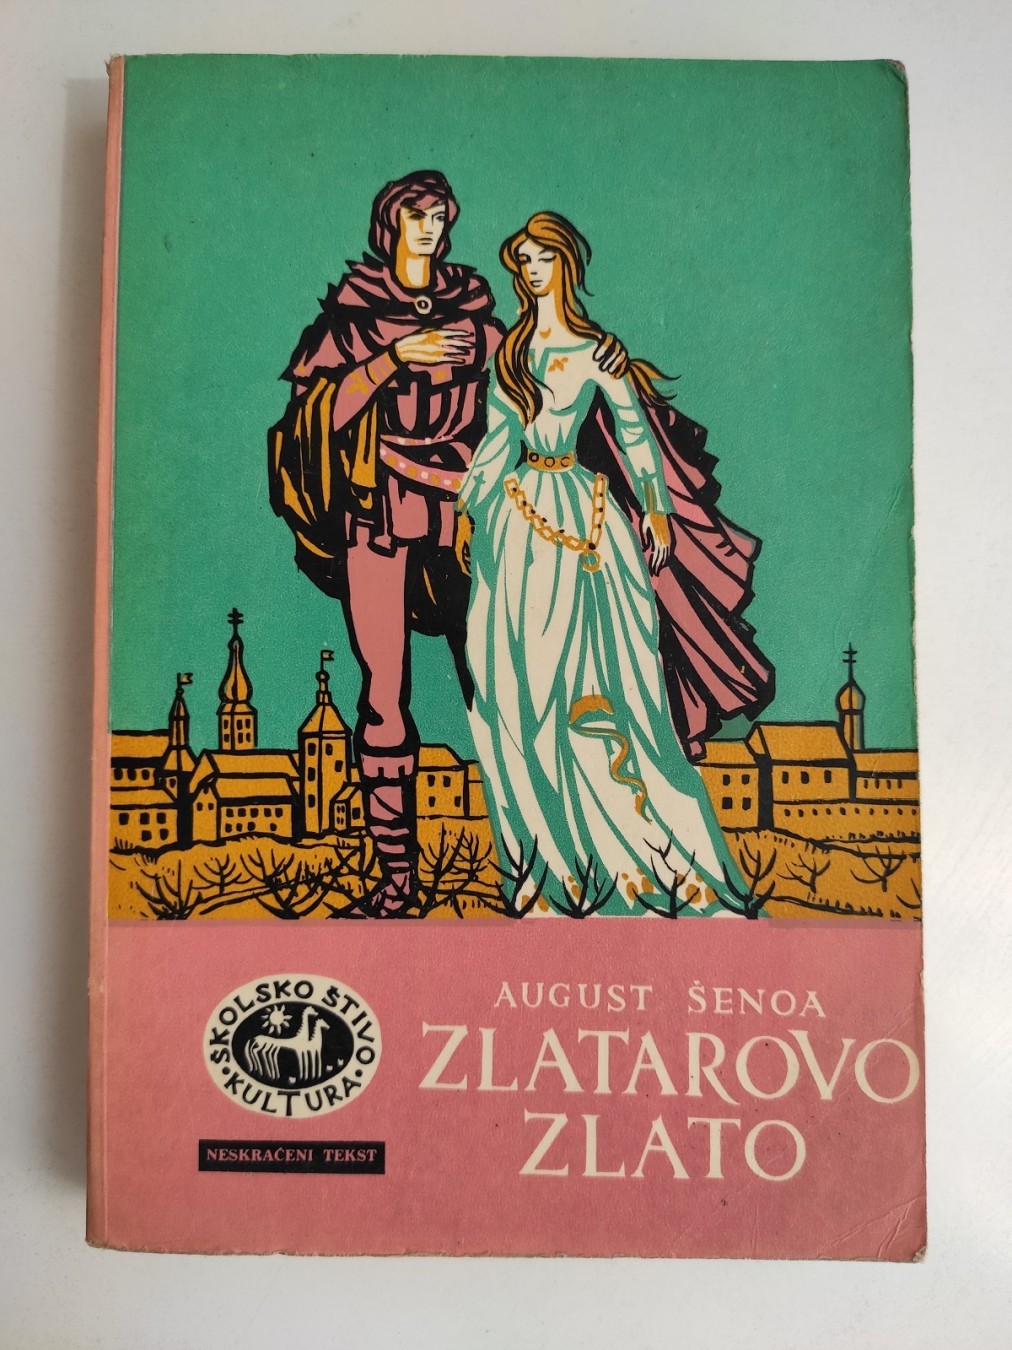 AUGUST ŠENOA
ZLATAROVO
ZLATO
ŠKOLSKO ŠTIVO
KULTURA
NESKRAĆENI TEKST